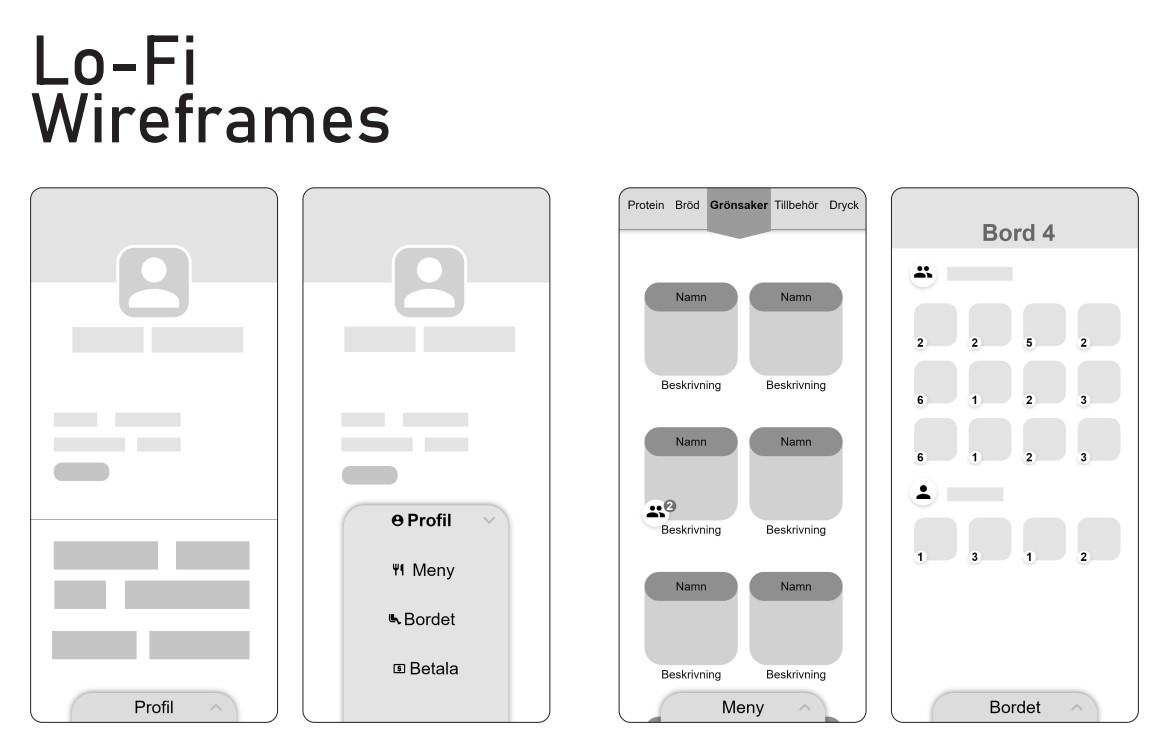 Lo-Fi
Wireframes
Profil
Profil
Meny
Bordet
Betala
Protein Bröd Grönsaker Tillbehör Dryck
Namn Namn
Beskrivning Beskrivning
Namn Namn
2
Beskrivning Beskrivning
Namn Namn
Beskrivning Beskrivning
Meny
Bord 4
2 2 5 2
6 1 2 3
6 1 2 3
1 3 1 2
Bordet